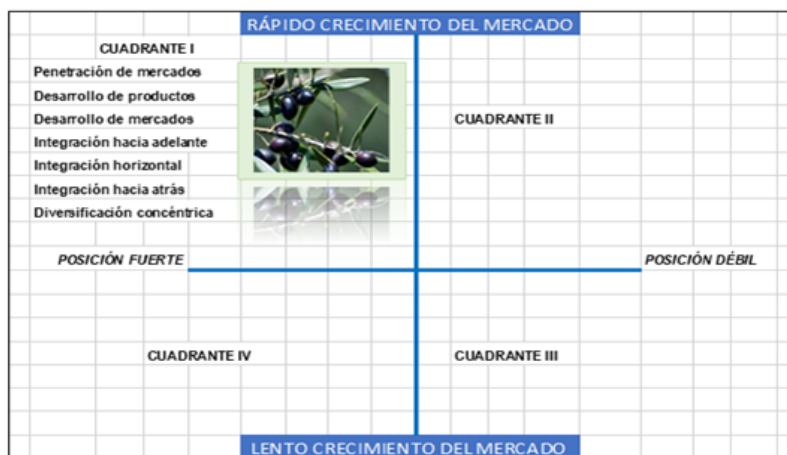 RÁPIDO CRECIMIENTO DEL MERCADO
CUADRANTE I
Penetración de mercados
Desarrollo de productos
Desarrollo de mercados
Integración hacia adelante
Integración horizontal
Integración hacia atrás
Diversificación concéntrica
CUADRANTE II
POSICIÓN FUERTE
POSICIÓN DÉBIL
CUADRANTE IV
CUADRANTE III
LENTO CRECIMIENTO DEL MERCADO